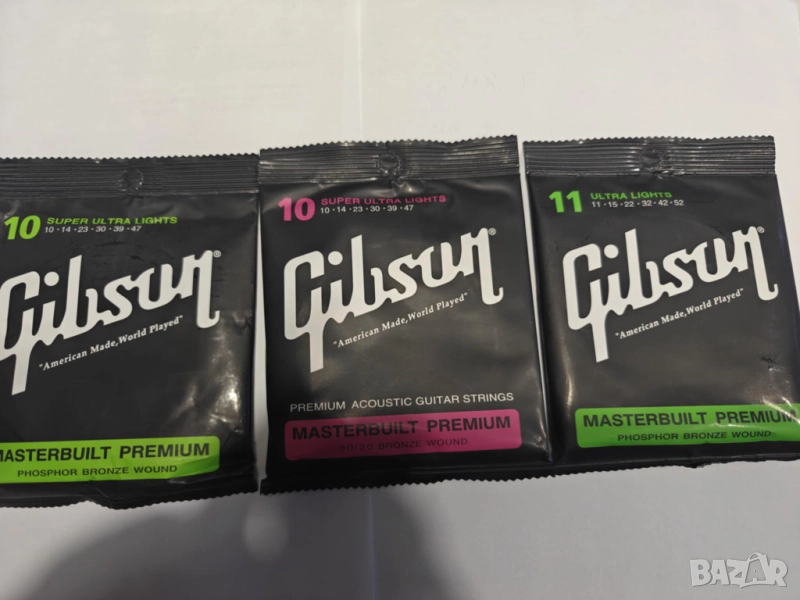 10 SUPER ULTRA LIGHTS
10·14·23·30·39·47
Gibson®
"American Made, World Played"
MASTERBUILT PREMIUM
PHOSPHOR BRONZE WOUND
10 SUPER ULTRA LIGHTS
10·14·23·30·39·47
Gibson®
"American Made, World Played"
PREMIUM ACOUSTIC GUITAR STRINGS
MASTERBUILT PREMIUM
80/20 BRONZE WOUND
11 ULTRA LIGHTS
11·15·22·32·42·52
Gibson®
"American Made, World Played"
MASTERBUILT PREMIUM
PHOSPHOR BRONZE WOUND
BAZAR